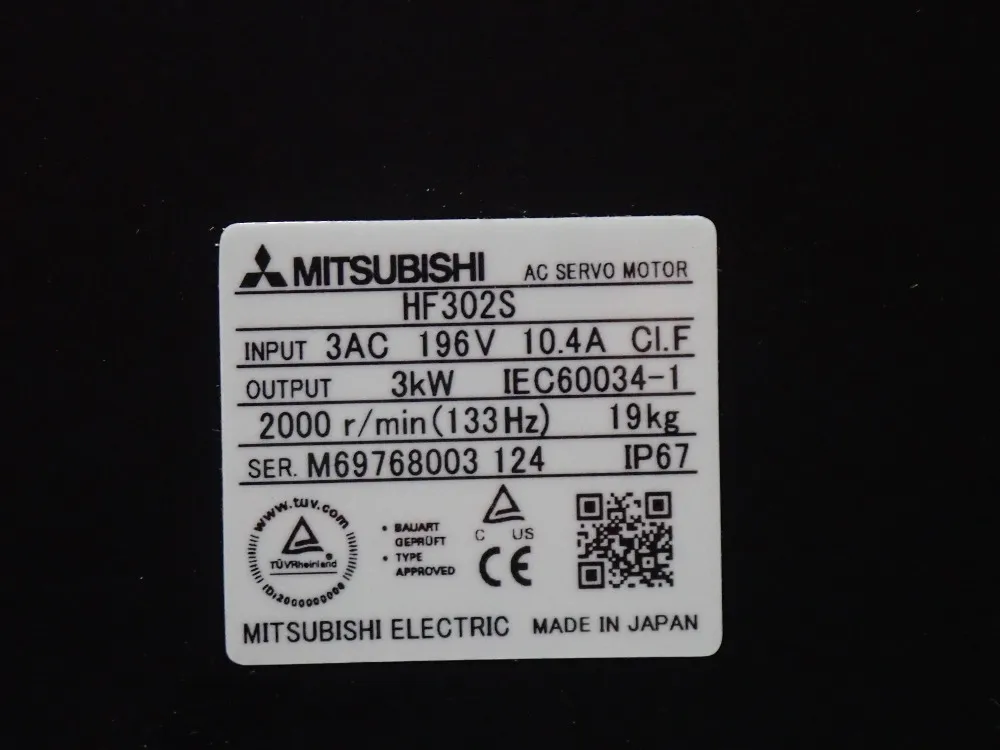 MITSUBISHI AC SERVO MOTOR
HF302S
INPUT 3AC 196V 10.4A Cl.F
OUTPUT 3kW IEC60034-1
2000 r/min(133Hz) 19kg
SER. M69768003 124 IP67
www.tuv.com
TÜVRheinland®
ID:2000000000
• BAUART
GEPRÜFT
• TYPE
APPROVED
C US
CE
MITSUBISHI ELECTRIC MADE IN JAPAN